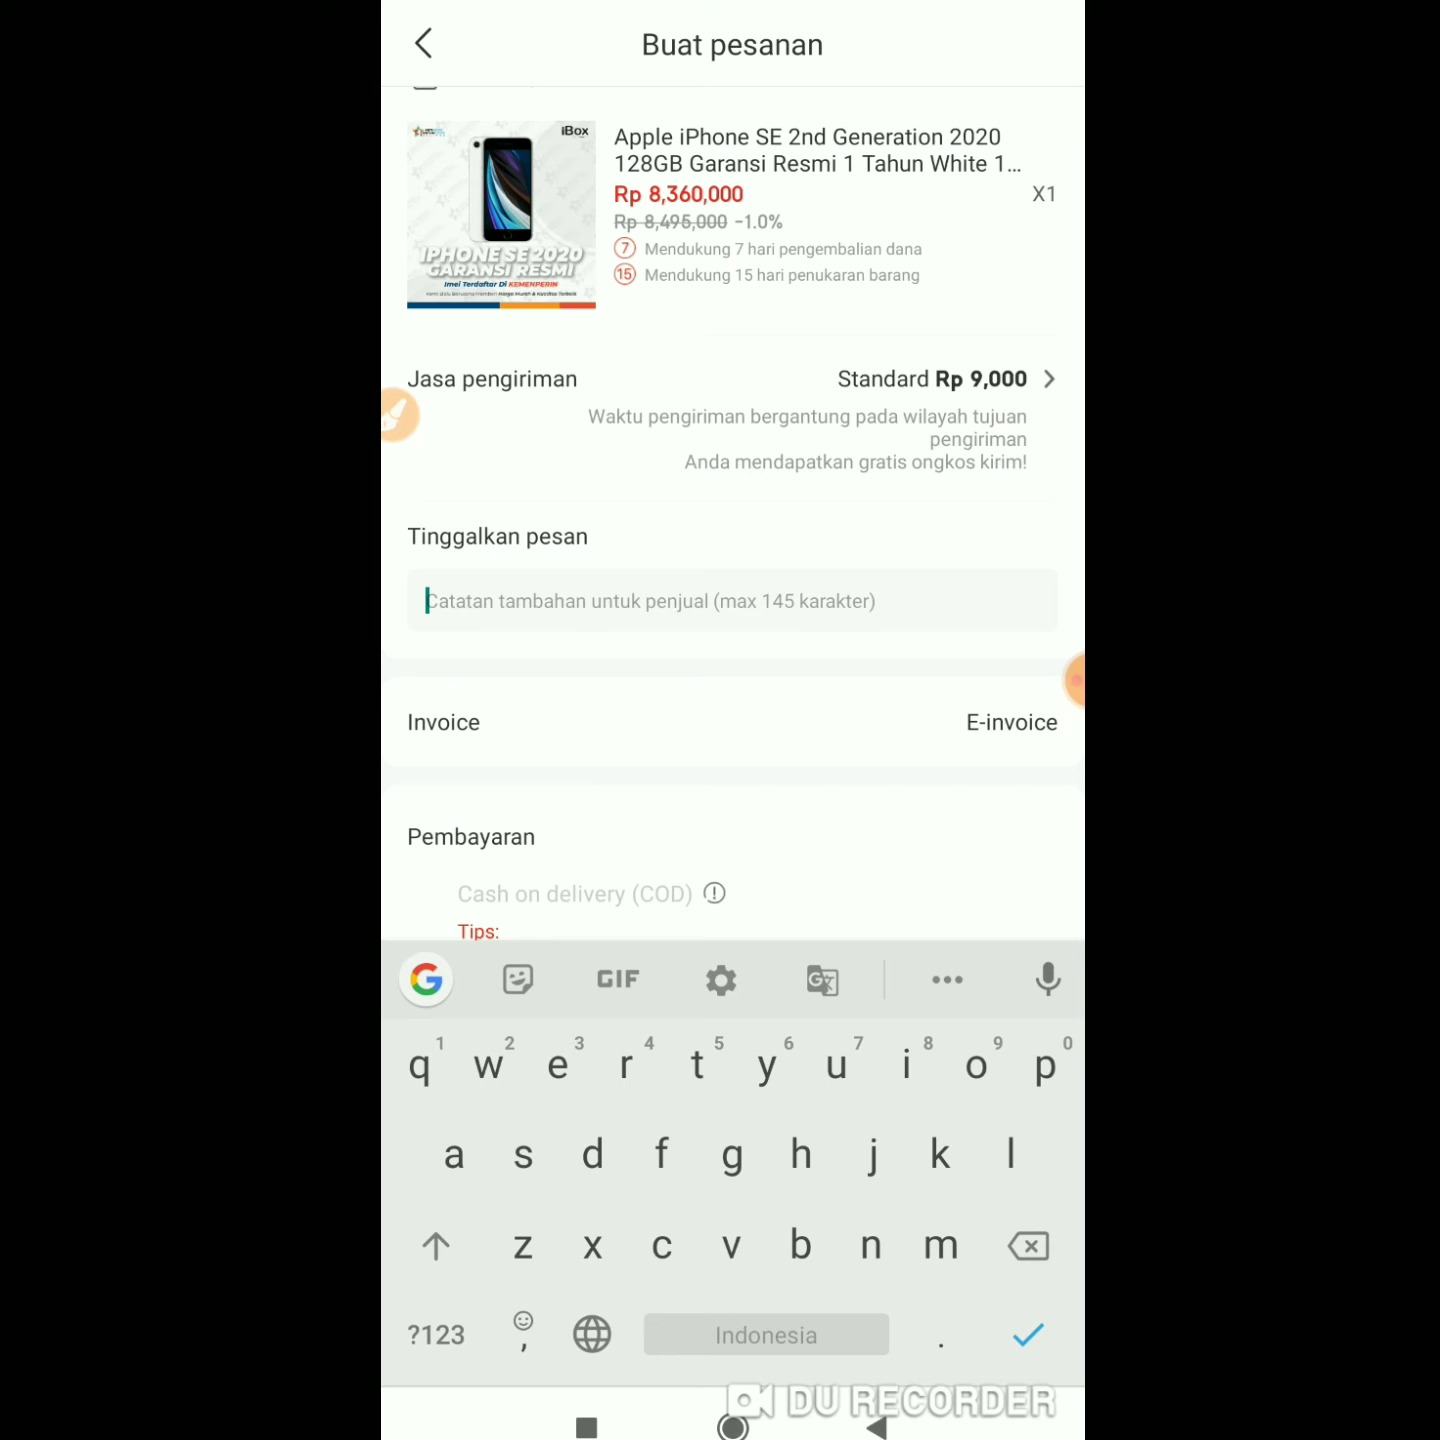 Buat pesanan
iBox
IPHONE SE 2020
GARANSI RESMI
Imei Terdaftar Di KEMENPERIN
Apple iPhone SE 2nd Generation 2020
128GB Garansi Resmi 1 Tahun White 1...
Rp 8,360,000
X1
Rp 8,495,000 -1.0%
7 Mendukung 7 hari pengembalian dana
15 Mendukung 15 hari penukaran barang
Jasa pengiriman
Standard Rp 9,000
Waktu pengiriman bergantung pada wilayah tujuan
pengiriman
Anda mendapatkan gratis ongkos kirim!
Tinggalkan pesan
Catatan tambahan untuk penjual (max 145 karakter)
Invoice
E-invoice
Pembayaran
Cash on delivery (COD)
Tips:
G GIF G
1 2 3 4 5 6 7 8 9 0
q w e r t y u i o p
a s d f g h j k l
z x c v b n m
?123 , Indonesia .
DU RECORDER